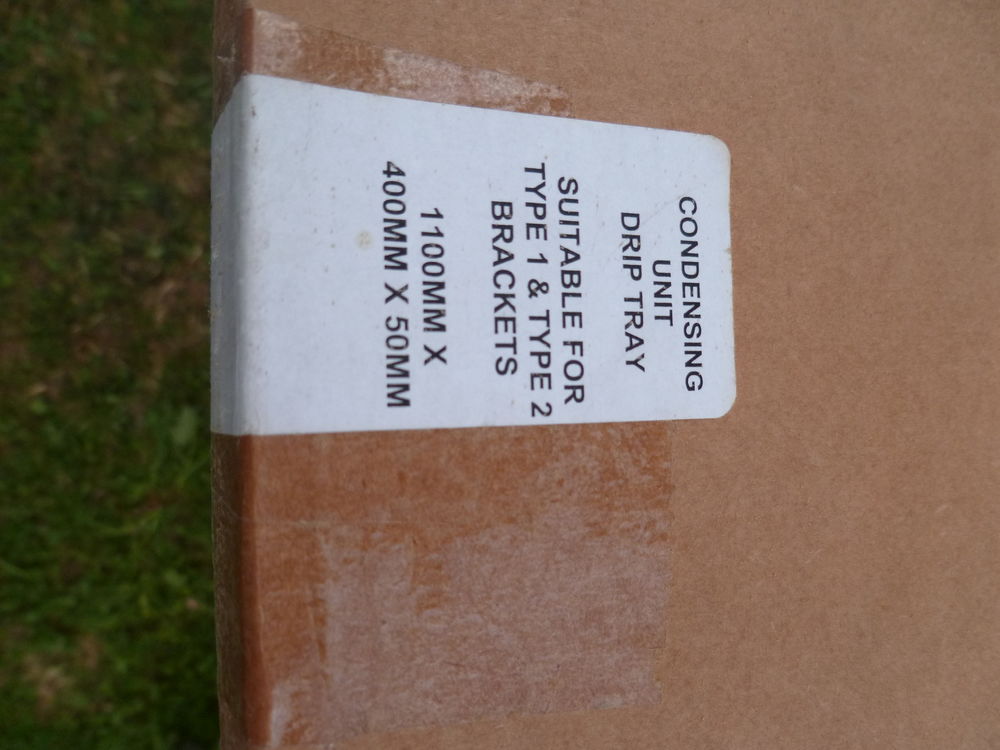 CONDENSING
UNIT
DRIP TRAY
SUITABLE FOR
TYPE 1 & TYPE 2
BRACKETS
1100MM X
400MM X 50MM